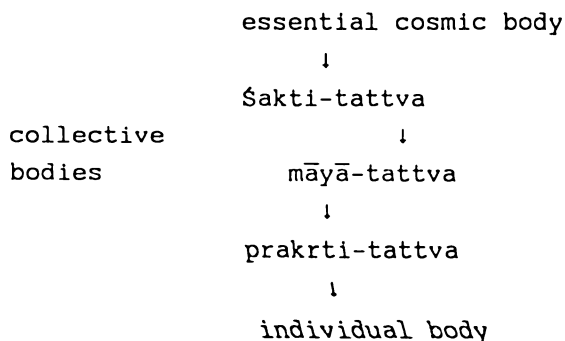 essential cosmic body
↓
Śakti-tattva
collective ↓
bodies māyā-tattva
↓
prakrti-tattva
↓
individual body